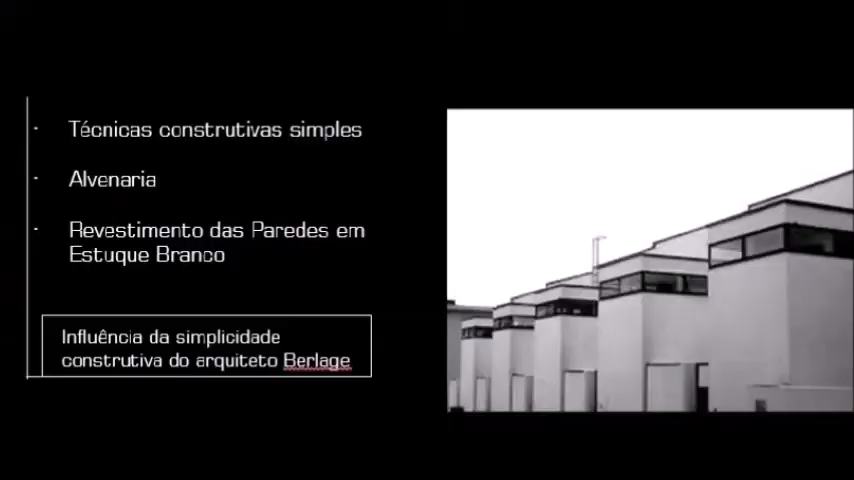 · Técnicas construtivas simples
· Alvenaria
· Revestimento das Paredes em
Estuque Branco
Influência da simplicidade
construtiva do arquiteto Berlage